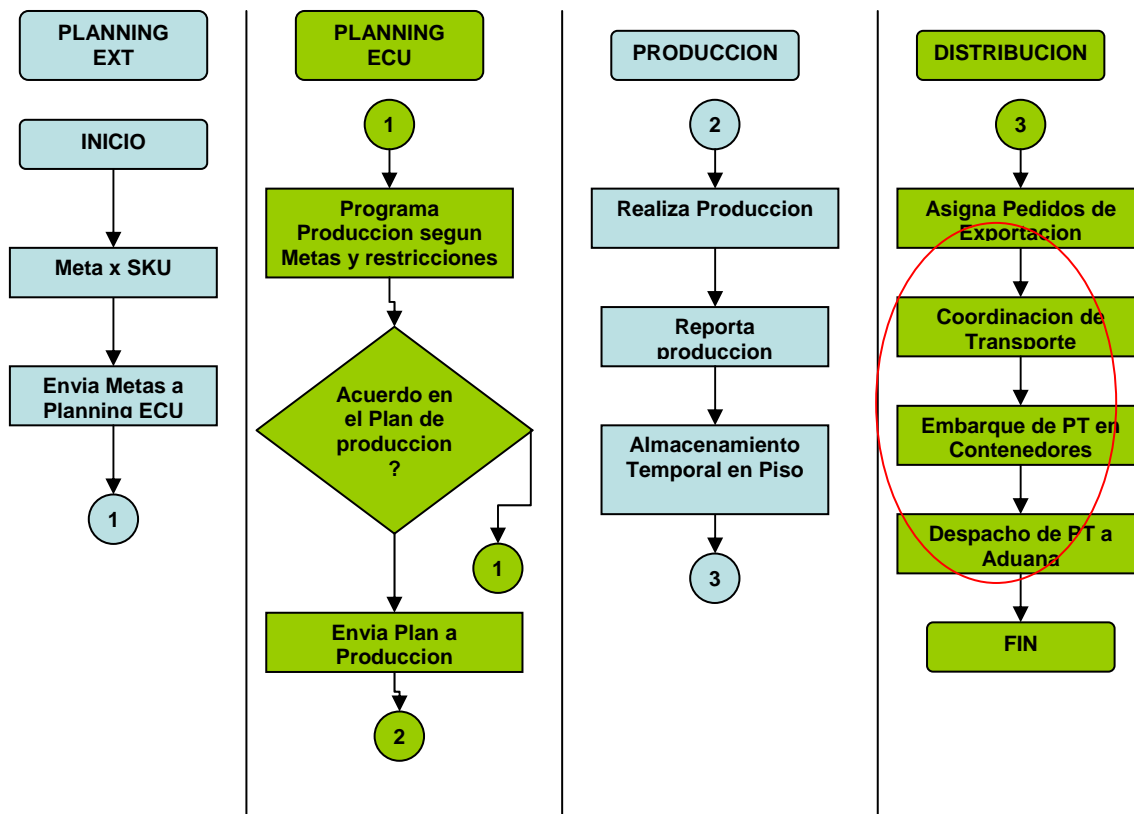 PLANNING
EXT
INICIO
Meta x SKU
Envia Metas a
Planning ECU
1
PLANNING
ECU
1
Programa
Produccion segun
Metas y restricciones
Acuerdo en
el Plan de
produccion
?
1
Envia Plan a
Produccion
2
PRODUCCION
2
Realiza Produccion
Reporta
produccion
Almacenamiento
Temporal en Piso
3
DISTRIBUCION
3
Asigna Pedidos de
Exportacion
Coordinacion de
Transporte
Embarque de PT en
Contenedores
Despacho de PT a
Aduana
FIN